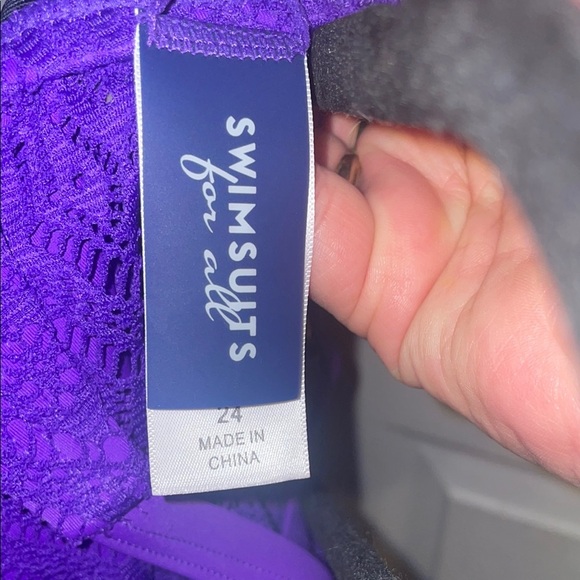 SWIMSUITS
for all
24
MADE IN
CHINA